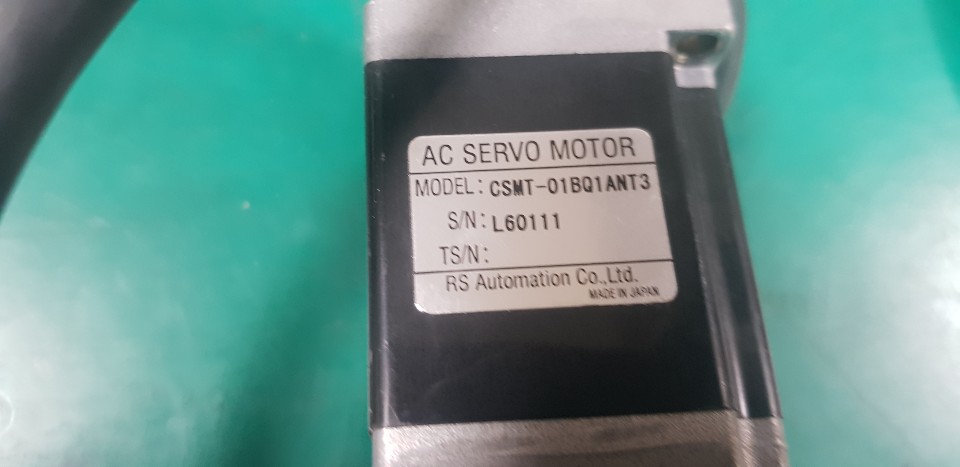 AC SERVO MOTOR
MODEL: CSMT-01BQ1ANT3
S/N: L60111
TS/N:
RS Automation Co.,Ltd.
MADE IN JAPAN